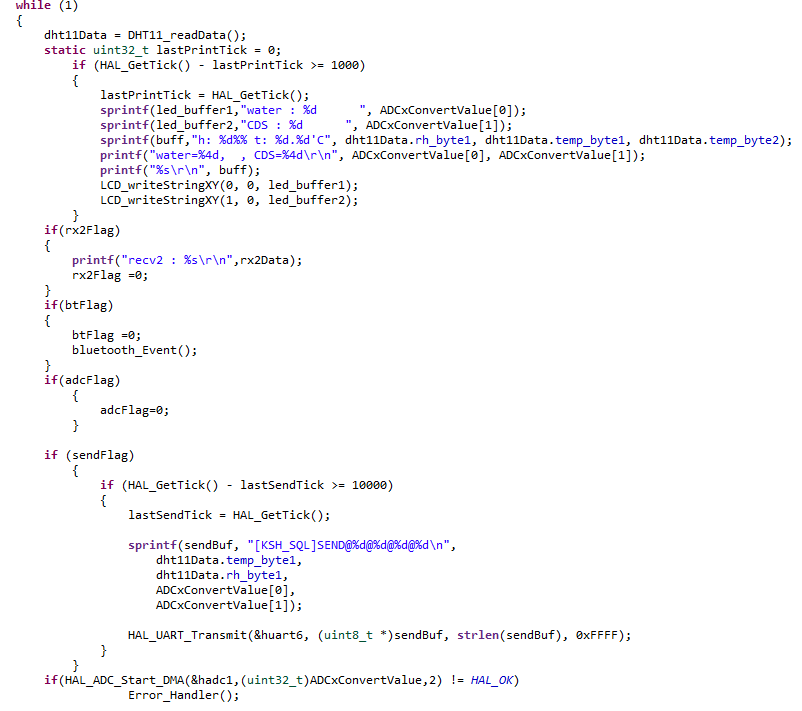 while (1)
{
dht11Data = DHT11_readData();
static uint32_t lastPrintTick = 0;
if (HAL_GetTick() - lastPrintTick >= 1000)
{
lastPrintTick = HAL_GetTick();
sprintf(led_buffer1,"water : %d      ", ADCxConvertValue[0]);
sprintf(led_buffer2,"CDS : %d      ", ADCxConvertValue[1]);
sprintf(buff,"h: %d%% t: %d.%d'C", dht11Data.rh_byte1, dht11Data.temp_byte1, dht11Data.temp_byte2);
printf("water=%4d,  , CDS=%4d\r\n", ADCxConvertValue[0], ADCxConvertValue[1]);
printf("%s\r\n", buff);
LCD_writeStringXY(0, 0, led_buffer1);
LCD_writeStringXY(1, 0, led_buffer2);
}
if(rx2Flag)
{
printf("recv2 : %s\r\n",rx2Data);
rx2Flag =0;
}
if(btFlag)
{
btFlag =0;
bluetooth_Event();
}
if(adcFlag)
{
adcFlag=0;
}
if (sendFlag)
{
if (HAL_GetTick() - lastSendTick >= 10000)
{
lastSendTick = HAL_GetTick();
sprintf(sendBuf, "[KSH_SQL]SEND@%d@%d@%d@%d\n",
dht11Data.temp_byte1,
dht11Data.rh_byte1,
ADCxConvertValue[0],
ADCxConvertValue[1]);
HAL_UART_Transmit(&huart6, (uint8_t *)sendBuf, strlen(sendBuf), 0xFFFF);
}
}
if(HAL_ADC_Start_DMA(&hadc1,(uint32_t)ADCxConvertValue,2) != HAL_OK)
Error_Handler();